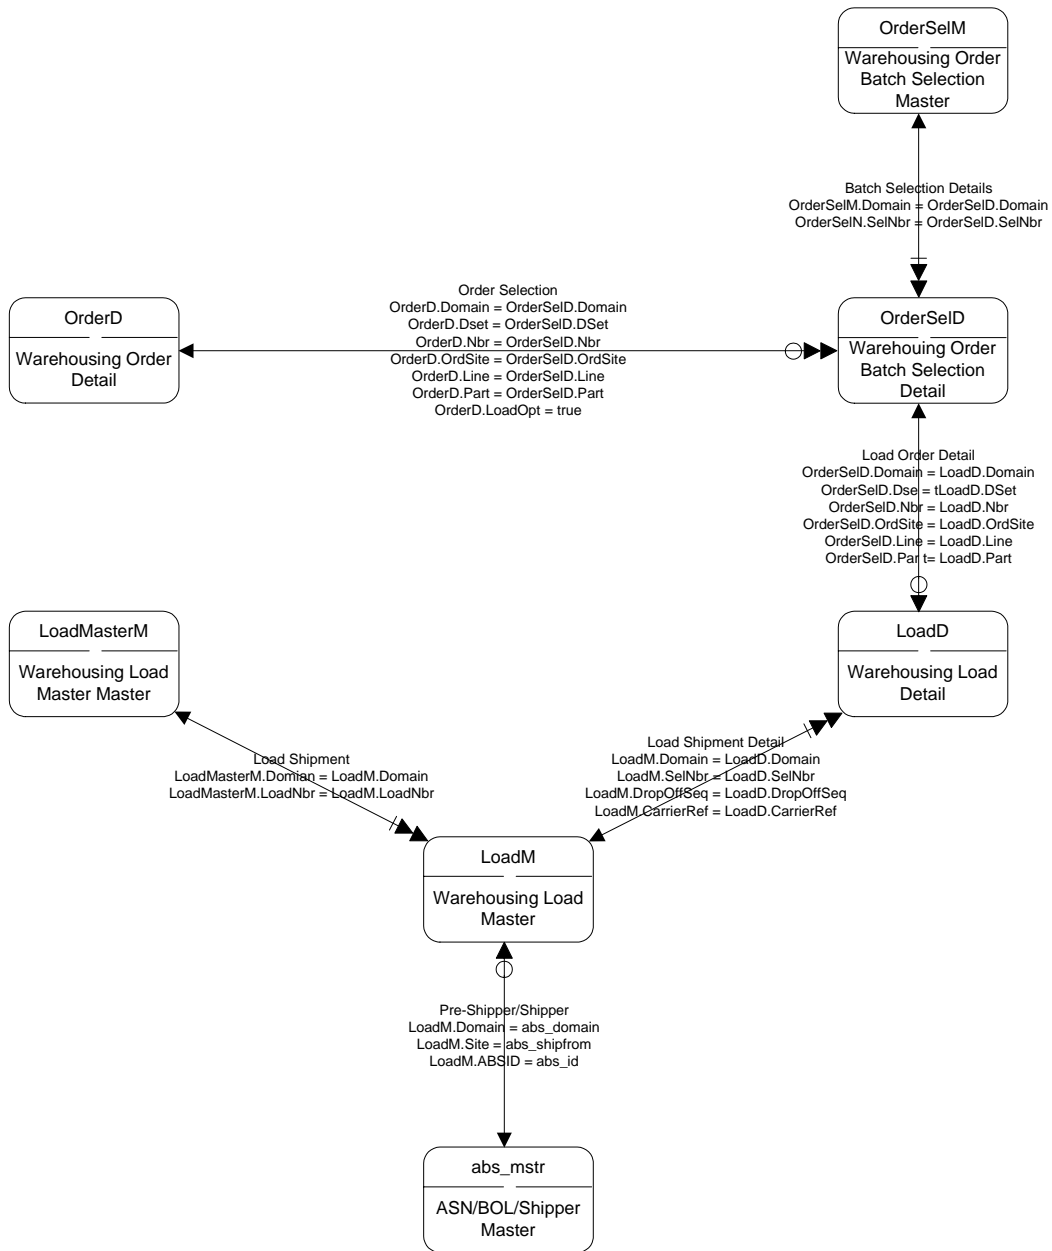 OrderSelM
Warehousing Order
Batch Selection
Master
Batch Selection Details
OrderSelM.Domain = OrderSelD.Domain
OrderSelN.SelNbr = OrderSelD.SelNbr
Order Selection
OrderD.Domain = OrderSelD.Domain
OrderD.Dset = OrderSelD.DSet
OrderD.Nbr = OrderSelD.Nbr
OrderD.OrdSite = OrderSelD.OrdSite
OrderD.Line = OrderSelD.Line
OrderD.Part = OrderSelD.Part
OrderD.LoadOpt = true
OrderD
Warehousing Order
Detail
OrderSelD
Warehouing Order
Batch Selection
Detail
Load Order Detail
OrderSelD.Domain = LoadD.Domain
OrderSelD.Dse = tLoadD.DSet
OrderSelD.Nbr = LoadD.Nbr
OrderSelD.OrdSite = LoadD.OrdSite
OrderSelD.Line = LoadD.Line
OrderSelD.Par t= LoadD.Part
LoadMasterM
Warehousing Load
Master Master
LoadD
Warehousing Load
Detail
Load Shipment
LoadMasterM.Domian = LoadM.Domain
LoadMasterM.LoadNbr = LoadM.LoadNbr
Load Shipment Detail
LoadM.Domain = LoadD.Domain
LoadM.SelNbr = LoadD.SelNbr
LoadM.DropOffSeq = LoadD.DropOffSeq
LoadM.CarrierRef = LoadD.CarrierRef
LoadM
Warehousing Load
Master
Pre-Shipper/Shipper
LoadM.Domain = abs_domain
LoadM.Site = abs_shipfrom
LoadM.ABSID = abs_id
abs_mstr
ASN/BOL/Shipper
Master